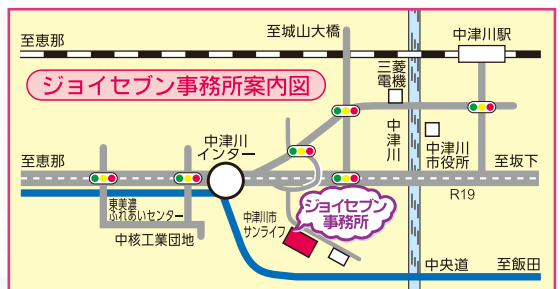 至恵那
至城山大橋
中津川駅
ジョイセブン事務所案内図
三菱
電機
中津川
中津川
市役所
中津川
インター
至恵那
至坂下
R19
東美濃
ふれあいセンター
中核工業団地
中津川市
サンライフ
ジョイセブン
事務所
中央道
至飯田